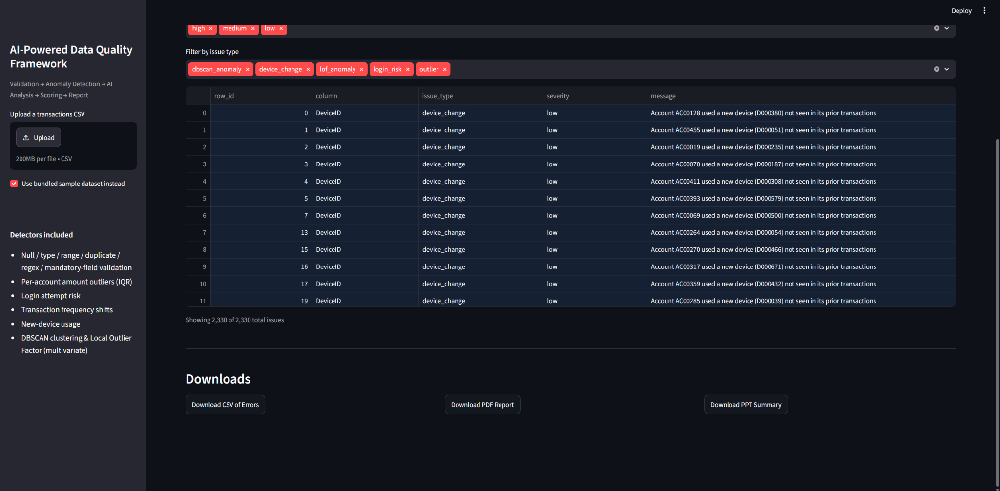 Deploy
AI-Powered Data Quality
Framework
Validation → Anomaly Detection → AI
Analysis → Scoring → Report
Upload a transactions CSV
Upload
200MB per file • CSV
Use bundled sample dataset instead
Detectors included
• Null / type / range / duplicate /
regex / mandatory-field validation
• Per-account amount outliers (IQR)
• Login attempt risk
• Transaction frequency shifts
• New-device usage
• DBSCAN clustering & Local Outlier
Factor (multivariate)
high × medium × low ×
Filter by issue type
dbscan_anomaly × device_change × lof_anomaly × login_risk × outlier ×
row_id column issue_type severity message
0 0 DeviceID device_change low Account AC00128 used a new device (D000380) not seen in its prior transactions
1 1 DeviceID device_change low Account AC00455 used a new device (D000051) not seen in its prior transactions
2 2 DeviceID device_change low Account AC00019 used a new device (D000235) not seen in its prior transactions
3 3 DeviceID device_change low Account AC00070 used a new device (D000187) not seen in its prior transactions
4 4 DeviceID device_change low Account AC00411 used a new device (D000308) not seen in its prior transactions
5 5 DeviceID device_change low Account AC00393 used a new device (D000579) not seen in its prior transactions
6 7 DeviceID device_change low Account AC00069 used a new device (D000500) not seen in its prior transactions
7 13 DeviceID device_change low Account AC00264 used a new device (D000054) not seen in its prior transactions
8 15 DeviceID device_change low Account AC00270 used a new device (D000466) not seen in its prior transactions
9 16 DeviceID device_change low Account AC00317 used a new device (D000671) not seen in its prior transactions
10 17 DeviceID device_change low Account AC00359 used a new device (D000432) not seen in its prior transactions
11 19 DeviceID device_change low Account AC00285 used a new device (D000039) not seen in its prior transactions
Showing 2,330 of 2,330 total issues
Downloads
Download CSV of Errors
Download PDF Report
Download PPT Summary